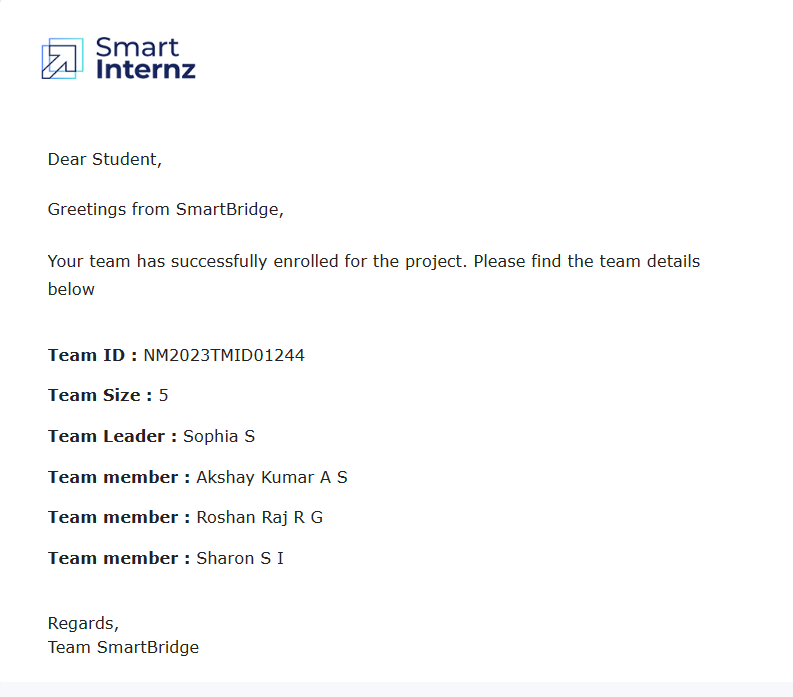 Smart
Internz
Dear Student,
Greetings from SmartBridge,
Your team has successfully enrolled for the project. Please find the team details
below
Team ID : NM2023TMID01244
Team Size : 5
Team Leader : Sophia S
Team member : Akshay Kumar A S
Team member : Roshan Raj R G
Team member : Sharon S I
Regards,
Team SmartBridge